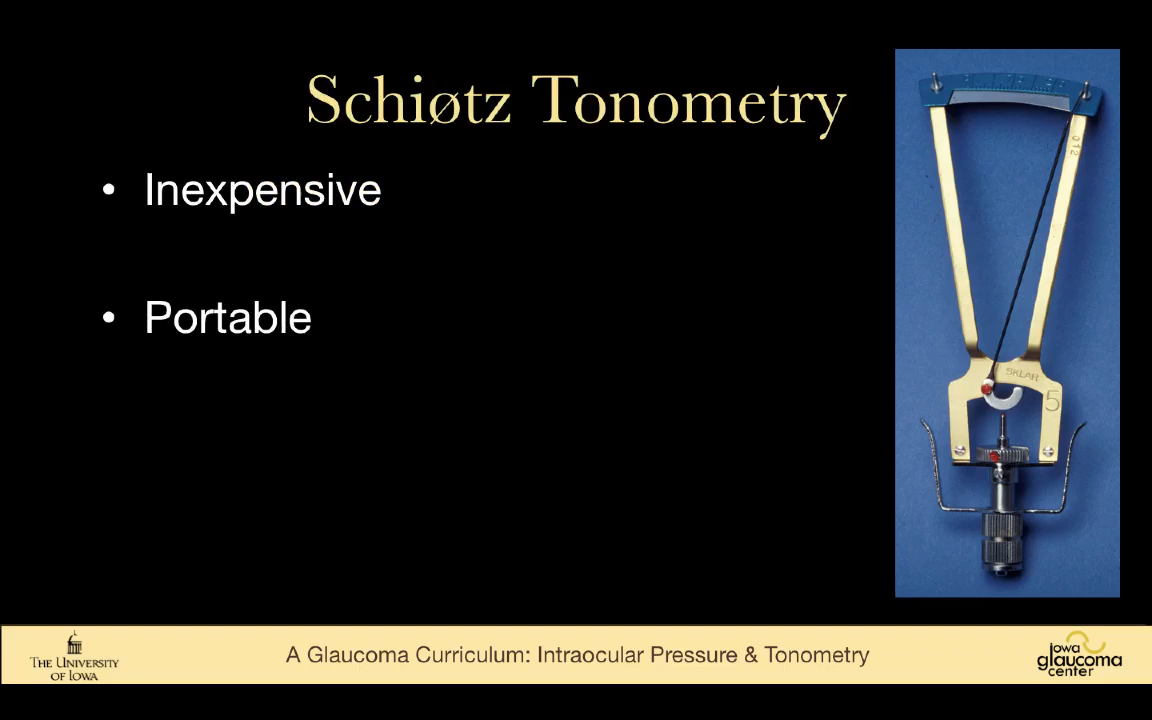 Schiøtz Tonometry
• Inexpensive
• Portable
SKLAR
5
THE UNIVERSITY
OF IOWA
A Glaucoma Curriculum: Intraocular Pressure & Tonometry
iowa
glaucoma
center